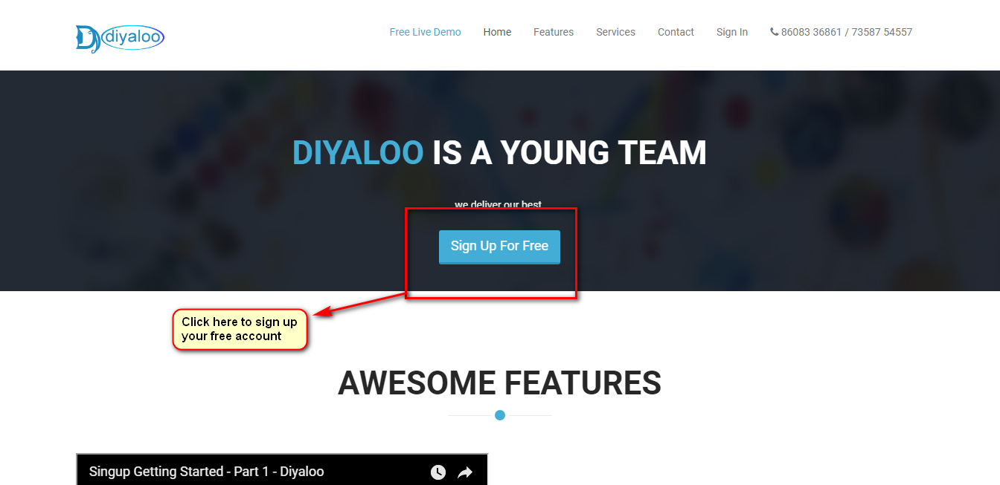 diyaloo
Free Live Demo Home Features Services Contact Sign In 86083 36861 / 73587 54557
DIYALOO IS A YOUNG TEAM
we deliver our best
Sign Up For Free
Click here to sign up
your free account
AWESOME FEATURES
Singup Getting Started - Part 1 - Diyaloo